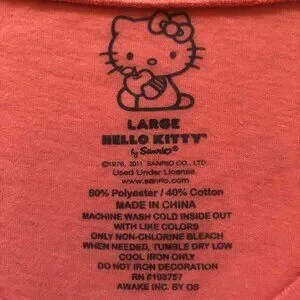 LARGE
HELLO KITTY
by Sanrio
©1976, 2011 SANRIO CO., LTD.
Used Under License
www.sanrio.com
60% Polyester / 40% Cotton
MADE IN CHINA
MACHINE WASH COLD INSIDE OUT
WITH LIKE COLORS
ONLY NON-CHLORINE BLEACH
WHEN NEEDED, TUMBLE DRY LOW
COOL IRON ONLY
DO NOT IRON DECORATION
RN #103757
AWAKE INC. BY OS